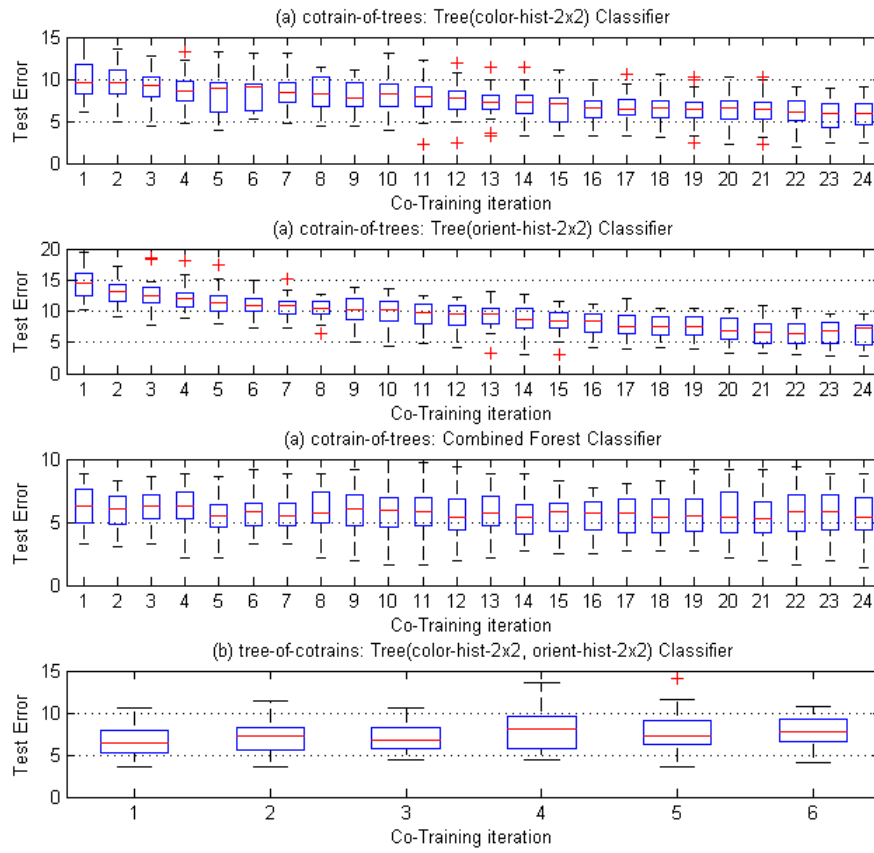 (a) cotrain-of-trees: Tree(color-hist-2x2) Classifier
15
10
5
0
Test Error
1 2 3 4 5 6 7 8 9 10 11 12 13 14 15 16 17 18 19 20 21 22 23 24
Co-Training iteration
(a) cotrain-of-trees: Tree(orient-hist-2x2) Classifier
20
15
10
5
0
Test Error
1 2 3 4 5 6 7 8 9 10 11 12 13 14 15 16 17 18 19 20 21 22 23 24
Co-Training iteration
(a) cotrain-of-trees: Combined Forest Classifier
10
5
0
Test Error
1 2 3 4 5 6 7 8 9 10 11 12 13 14 15 16 17 18 19 20 21 22 23 24
Co-Training iteration
(b) tree-of-cotrains: Tree(color-hist-2x2, orient-hist-2x2) Classifier
15
10
5
0
Test Error
1 2 3 4 5 6
Co-Training iteration